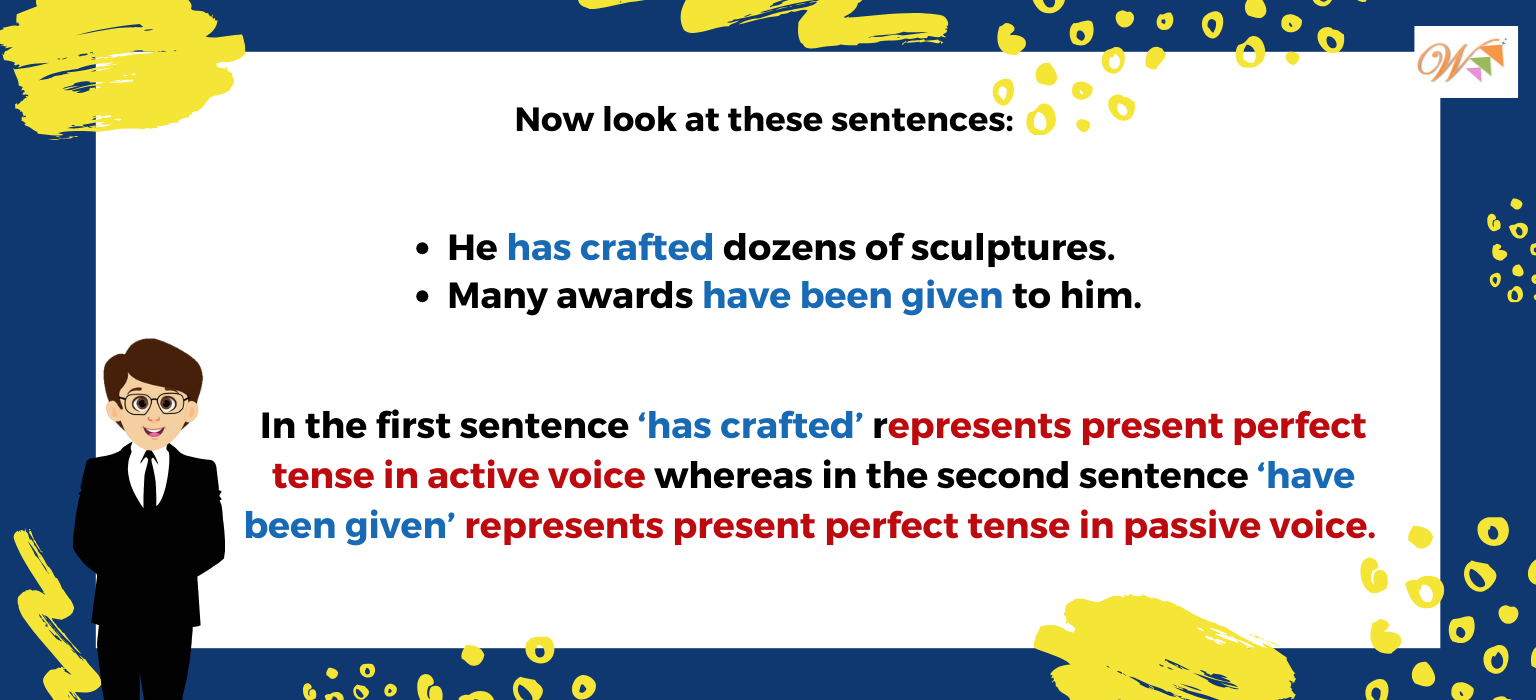 W
Now look at these sentences:
• He has crafted dozens of sculptures.
• Many awards have been given to him.
In the first sentence ‘has crafted’ represents present perfect
tense in active voice whereas in the second sentence ‘have
been given’ represents present perfect tense in passive voice.